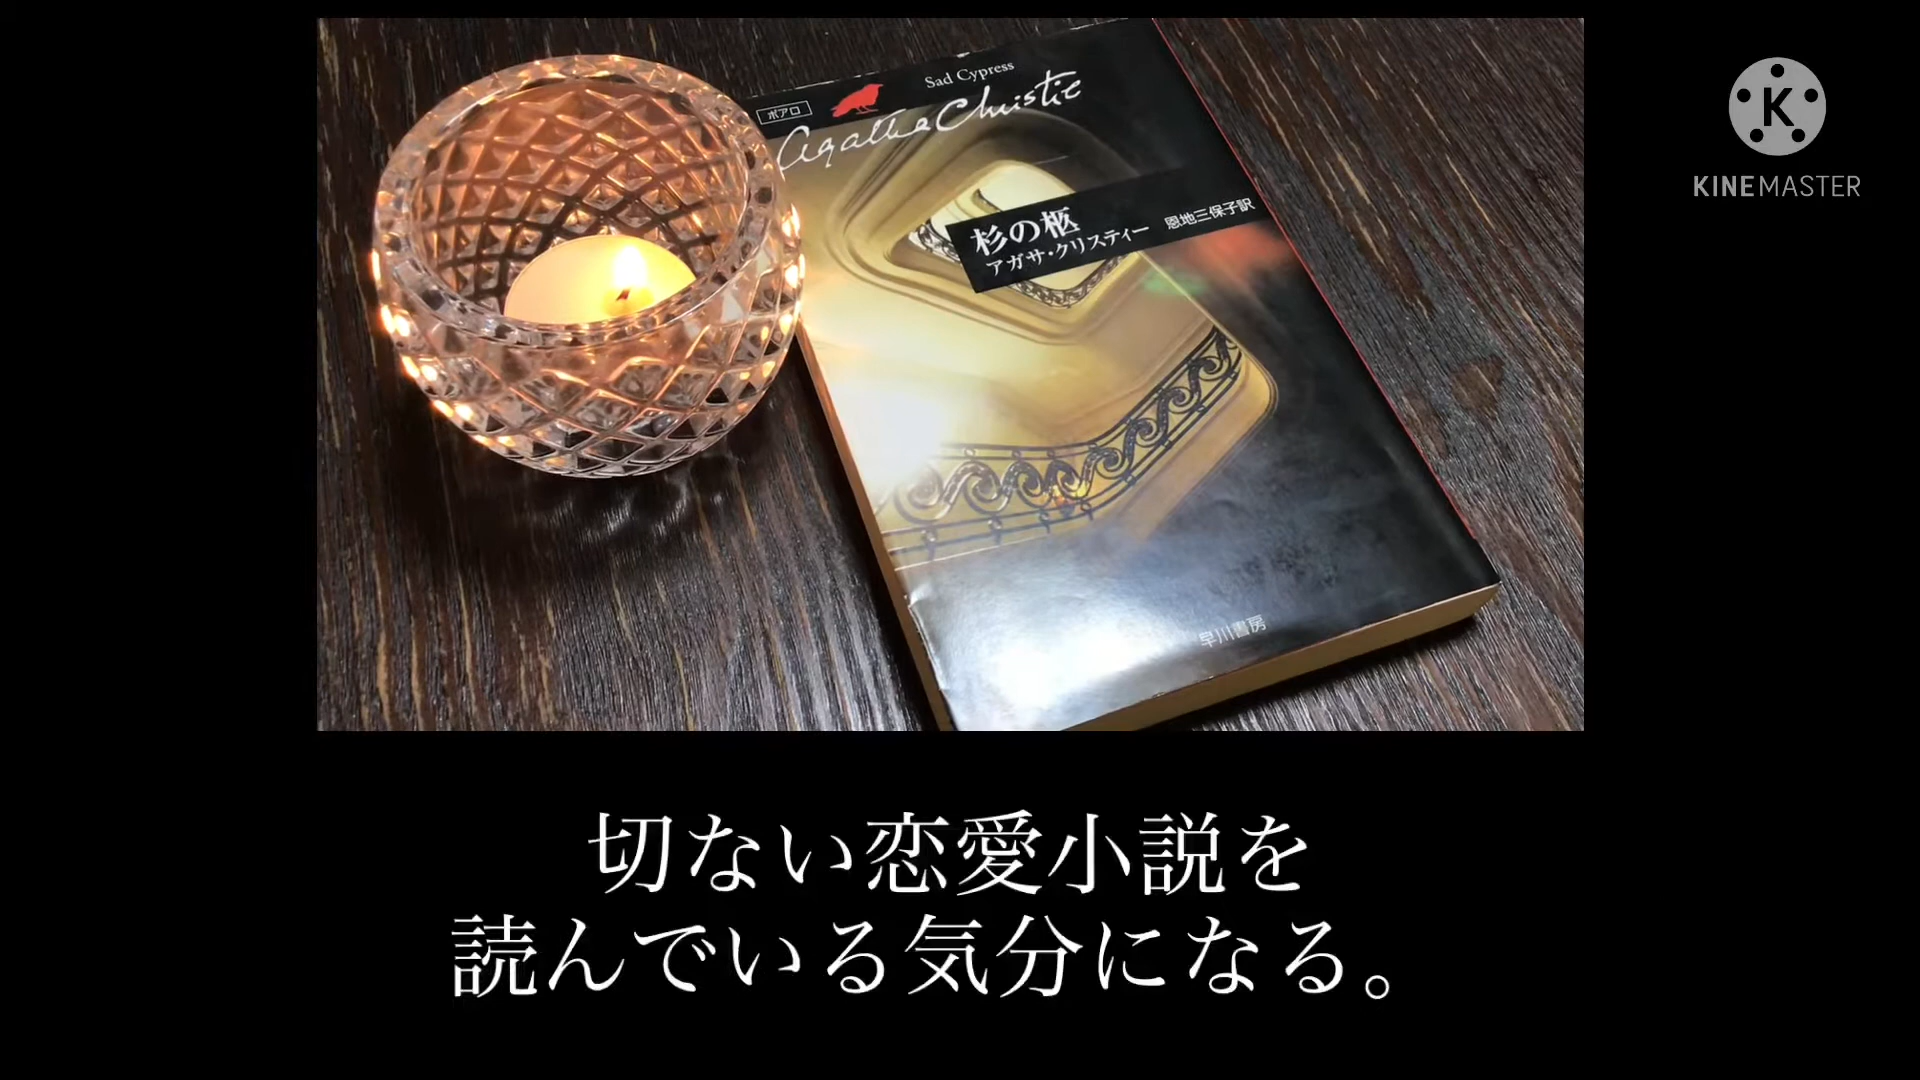 ポアロ
Sad Cypress
Agatha Christie
杉の柩
アガサ・クリスティー 恩地三保子訳
早川書房
K
KINEMASTER
切ない恋愛小説を
読んでいる気分になる。